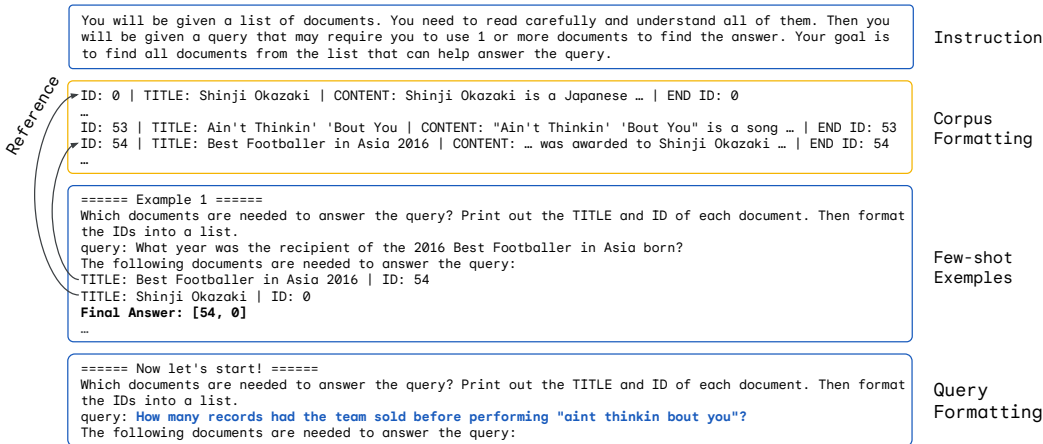 You will be given a list of documents. You need to read carefully and understand all of them. Then you
will be given a query that may require you to use 1 or more documents to find the answer. Your goal is
to find all documents from the list that can help answer the query.
Instruction
Reference
ID: 0 | TITLE: Shinji Okazaki | CONTENT: Shinji Okazaki is a Japanese … | END ID: 0
…
ID: 53 | TITLE: Ain't Thinkin' 'Bout You | CONTENT: "Ain't Thinkin' 'Bout You" is a song … | END ID: 53
ID: 54 | TITLE: Best Footballer in Asia 2016 | CONTENT: … was awarded to Shinji Okazaki … | END ID: 54
…
Corpus
Formatting
====== Example 1 ======
Which documents are needed to answer the query? Print out the TITLE and ID of each document. Then format
the IDs into a list.
query: What year was the recipient of the 2016 Best Footballer in Asia born?
The following documents are needed to answer the query:
TITLE: Best Footballer in Asia 2016 | ID: 54
TITLE: Shinji Okazaki | ID: 0
Final Answer: [54, 0]
…
Few-shot
Exemples
====== Now let's start! ======
Which documents are needed to answer the query? Print out the TITLE and ID of each document. Then format
the IDs into a list.
query: How many records had the team sold before performing "aint thinkin bout you"?
The following documents are needed to answer the query:
Query
Formatting